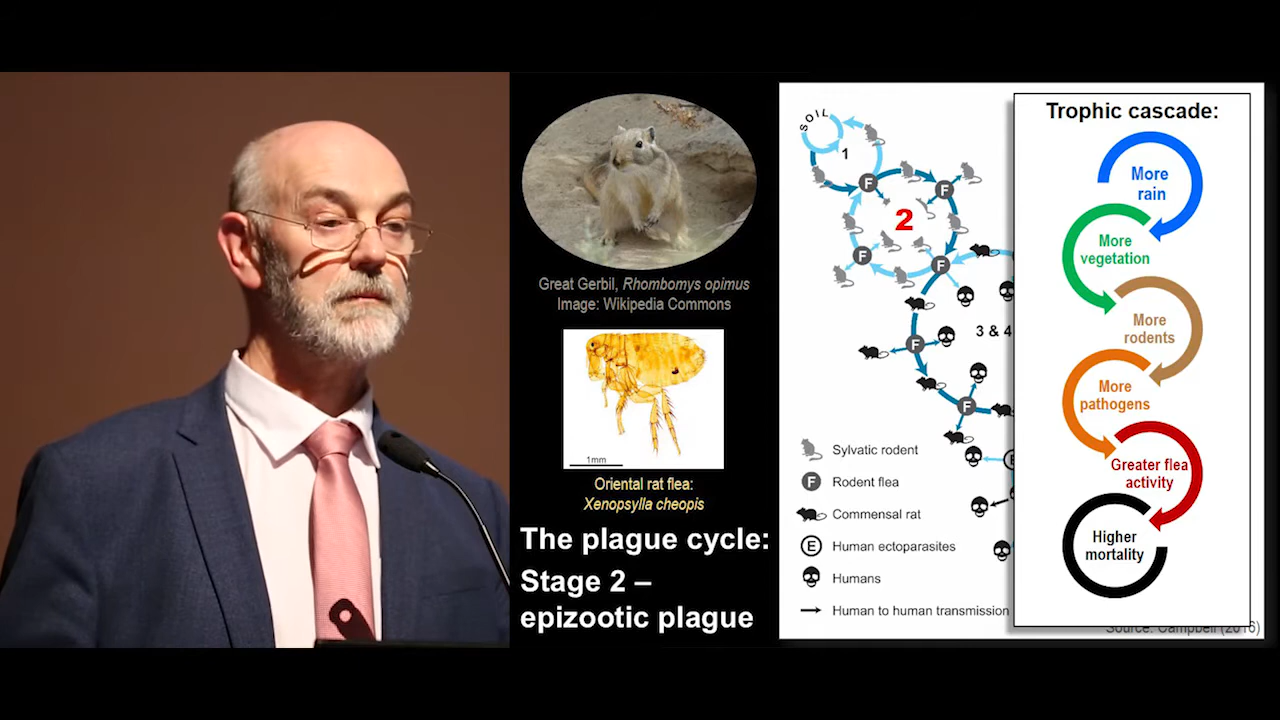 Great Gerbil, Rhombomys opimus
Image: Wikipedia Commons
1mm
Oriental rat flea:
Xenopsylla cheopis
The plague cycle:
Stage 2 –
epizootic plague
SOIL
1
F
F
2
F
F
3 & 4
F
F
E
Sylvatic rodent
F
Rodent flea
Commensal rat
E
Human ectoparasites
Humans
Human to human transmission
Trophic cascade:
More
rain
More
vegetation
More
rodents
More
pathogens
Greater flea
activity
Higher
mortality
Source: Campbell (2016)